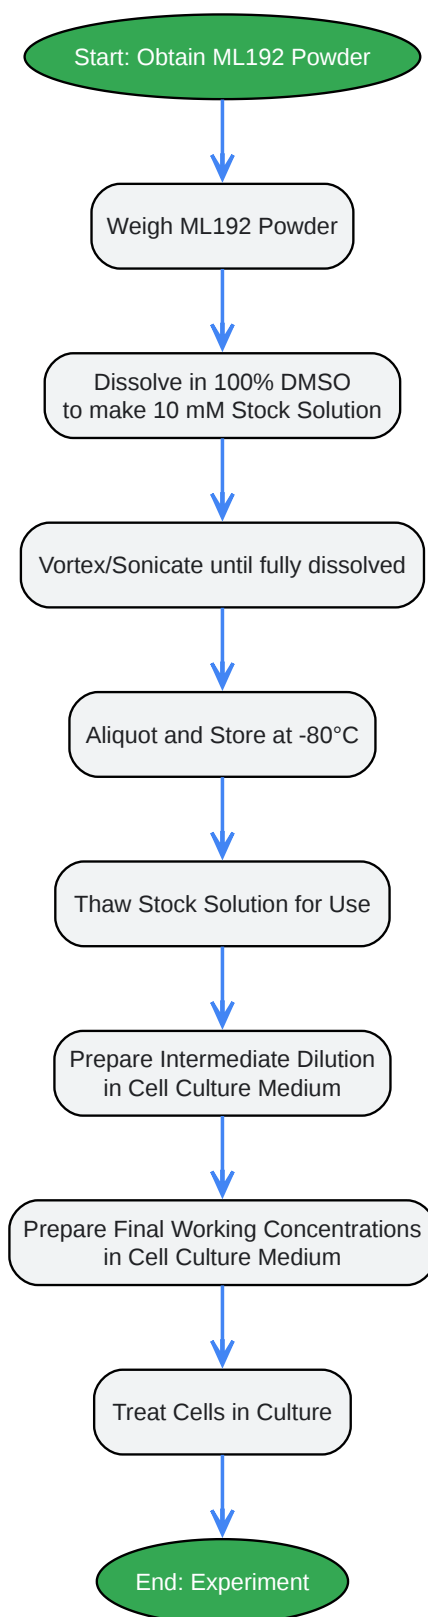 Start: Obtain ML192 Powder
Weigh ML192 Powder
Dissolve in 100% DMSO
to make 10 mM Stock Solution
Vortex/Sonicate until fully dissolved
Aliquot and Store at -80°C
Thaw Stock Solution for Use
Prepare Intermediate Dilution
in Cell Culture Medium
Prepare Final Working Concentrations
in Cell Culture Medium
Treat Cells in Culture
End: Experiment